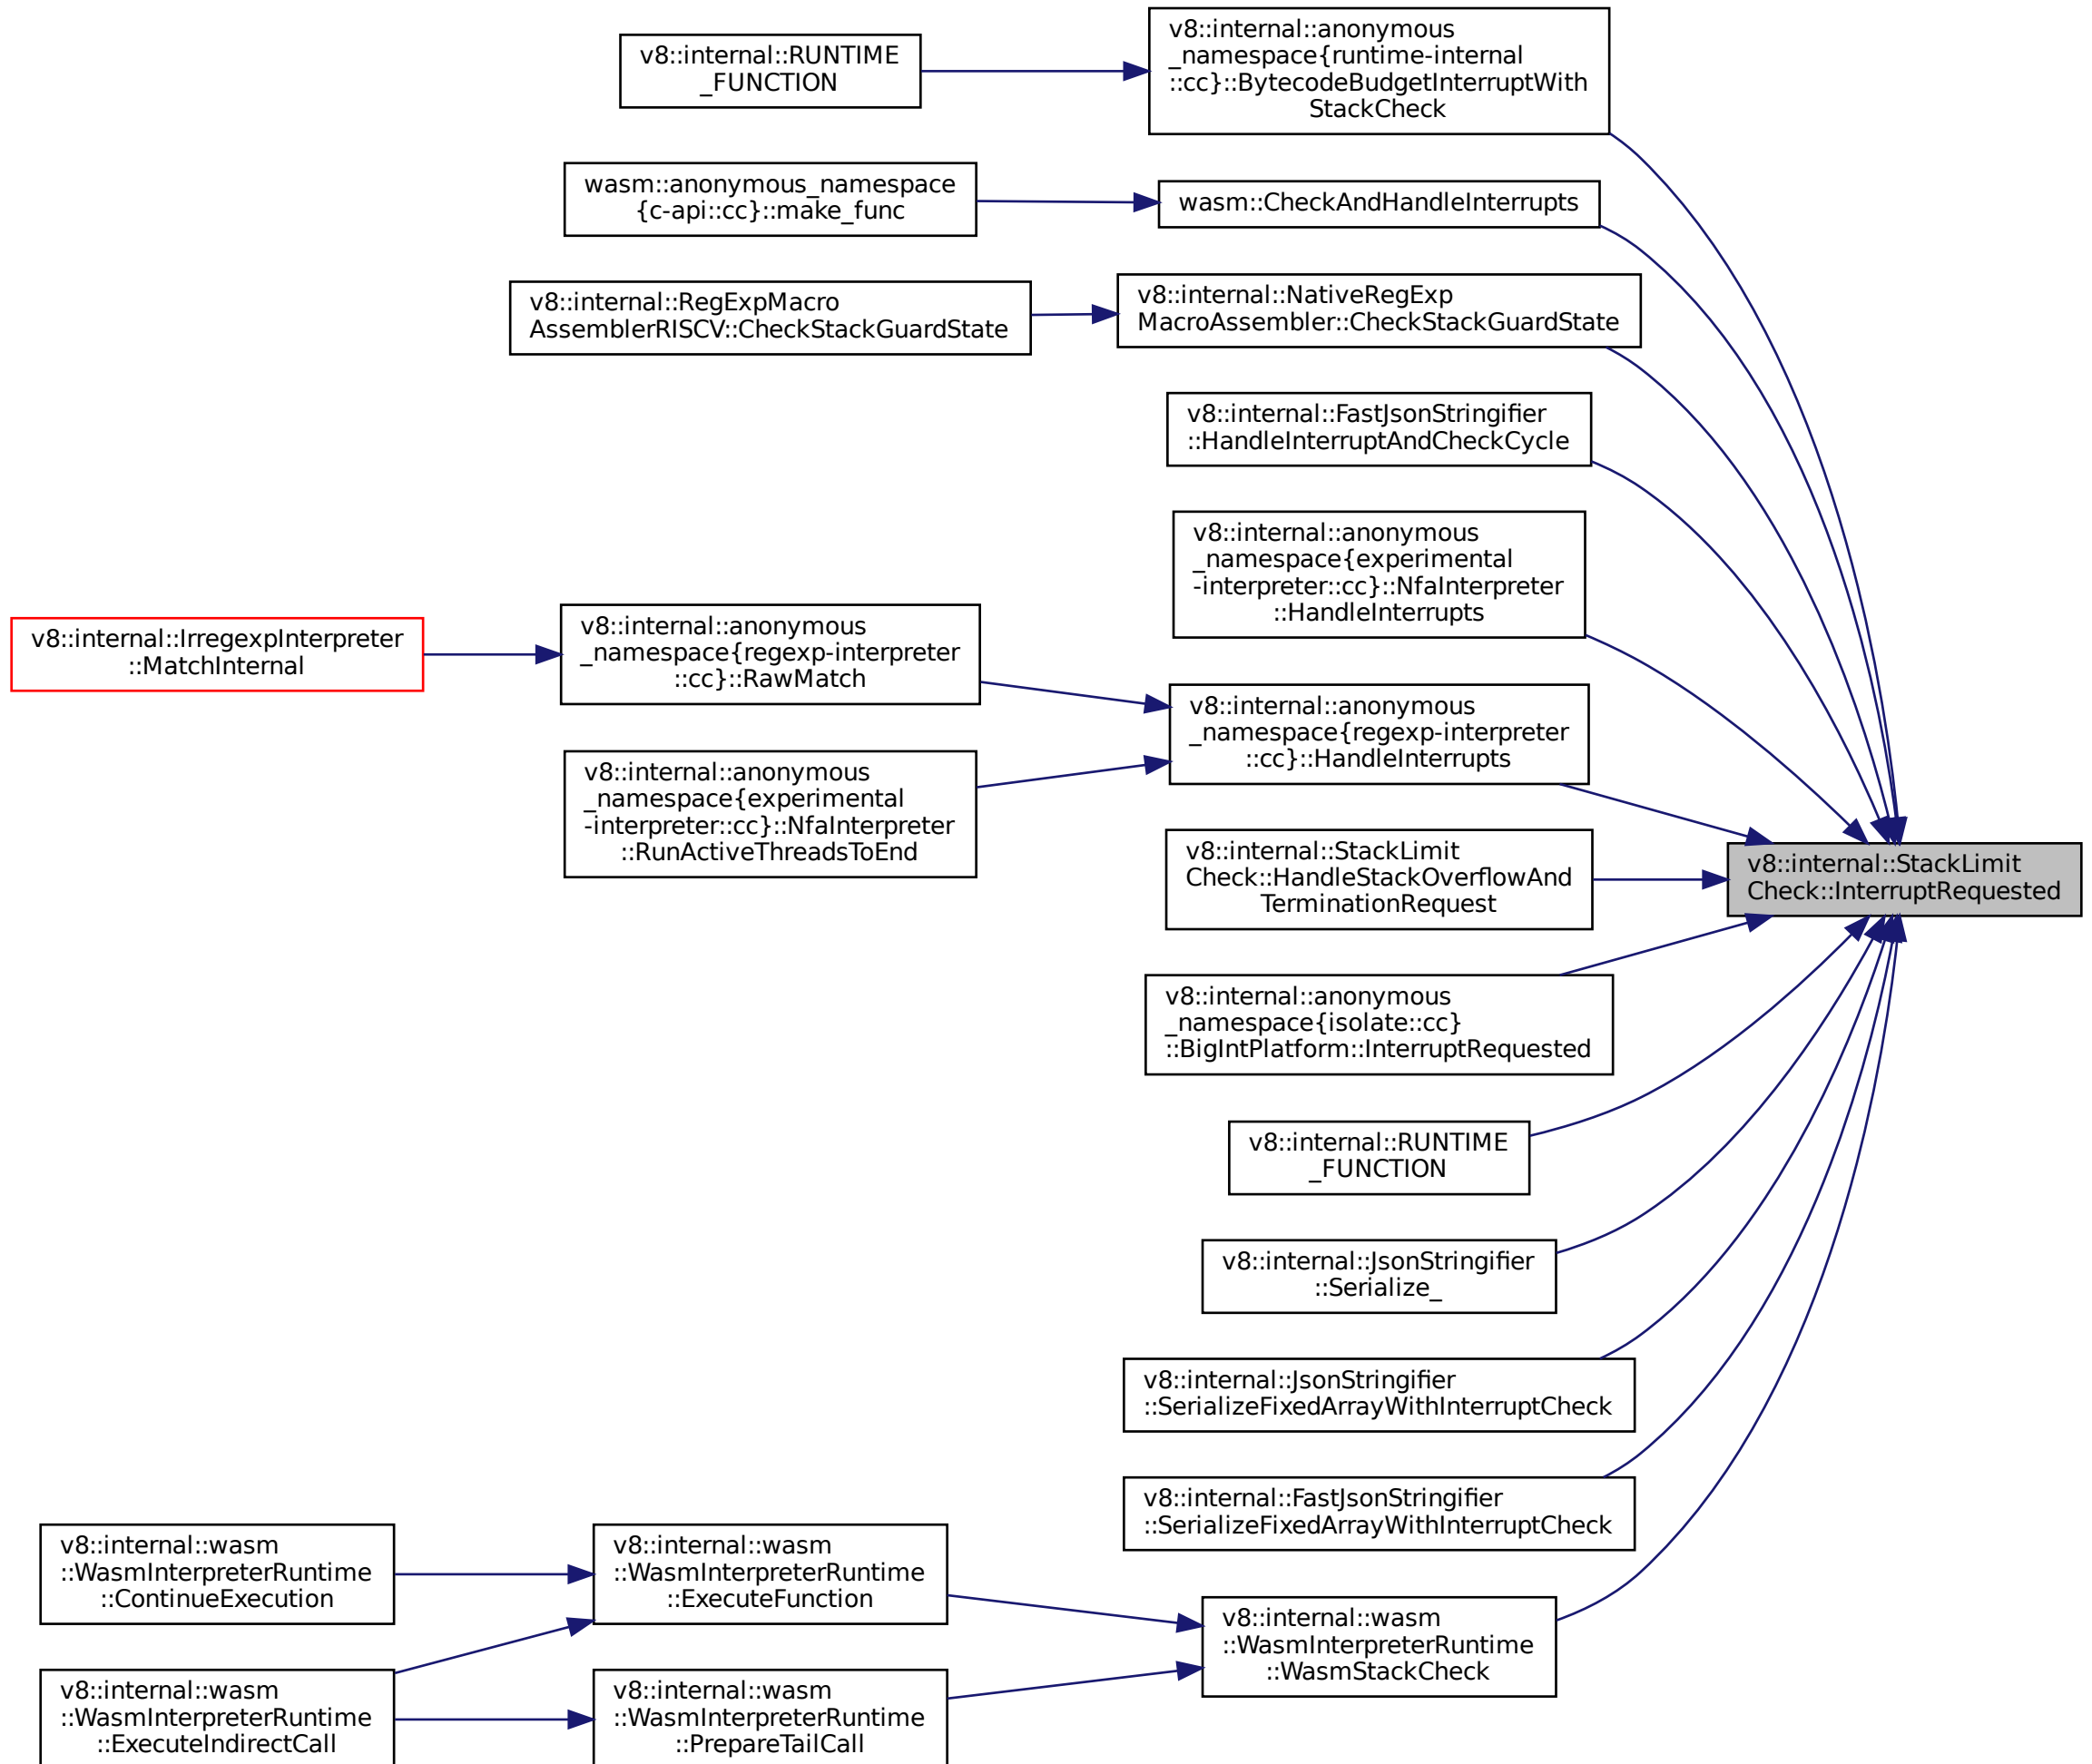 v8::internal::anonymous
_namespace{runtime-internal
::cc}::BytecodeBudgetInterruptWith
StackCheck
v8::internal::RUNTIME
_FUNCTION
wasm::anonymous_namespace
{c-api::cc}::make_func
wasm::CheckAndHandleInterrupts
v8::internal::RegExpMacro
AssemblerRISCV::CheckStackGuardState
v8::internal::NativeRegExp
MacroAssembler::CheckStackGuardState
v8::internal::FastJsonStringifier
::HandleInterruptAndCheckCycle
v8::internal::anonymous
_namespace{experimental
-interpreter::cc}::NfaInterpreter
::HandleInterrupts
v8::internal::IrregexpInterpreter
::MatchInternal
v8::internal::anonymous
_namespace{regexp-interpreter
::cc}::RawMatch
v8::internal::anonymous
_namespace{regexp-interpreter
::cc}::HandleInterrupts
v8::internal::anonymous
_namespace{experimental
-interpreter::cc}::NfaInterpreter
::RunActiveThreadsToEnd
v8::internal::StackLimit
Check::HandleStackOverflowAnd
TerminationRequest
v8::internal::StackLimit
Check::InterruptRequested
v8::internal::anonymous
_namespace{isolate::cc}
::BigIntPlatform::InterruptRequested
v8::internal::RUNTIME
_FUNCTION
v8::internal::JsonStringifier
::Serialize_
v8::internal::JsonStringifier
::SerializeFixedArrayWithInterruptCheck
v8::internal::FastJsonStringifier
::SerializeFixedArrayWithInterruptCheck
v8::internal::wasm
::WasmInterpreterRuntime
::ContinueExecution
v8::internal::wasm
::WasmInterpreterRuntime
::ExecuteFunction
v8::internal::wasm
::WasmInterpreterRuntime
::WasmStackCheck
v8::internal::wasm
::WasmInterpreterRuntime
::ExecuteIndirectCall
v8::internal::wasm
::WasmInterpreterRuntime
::PrepareTailCall